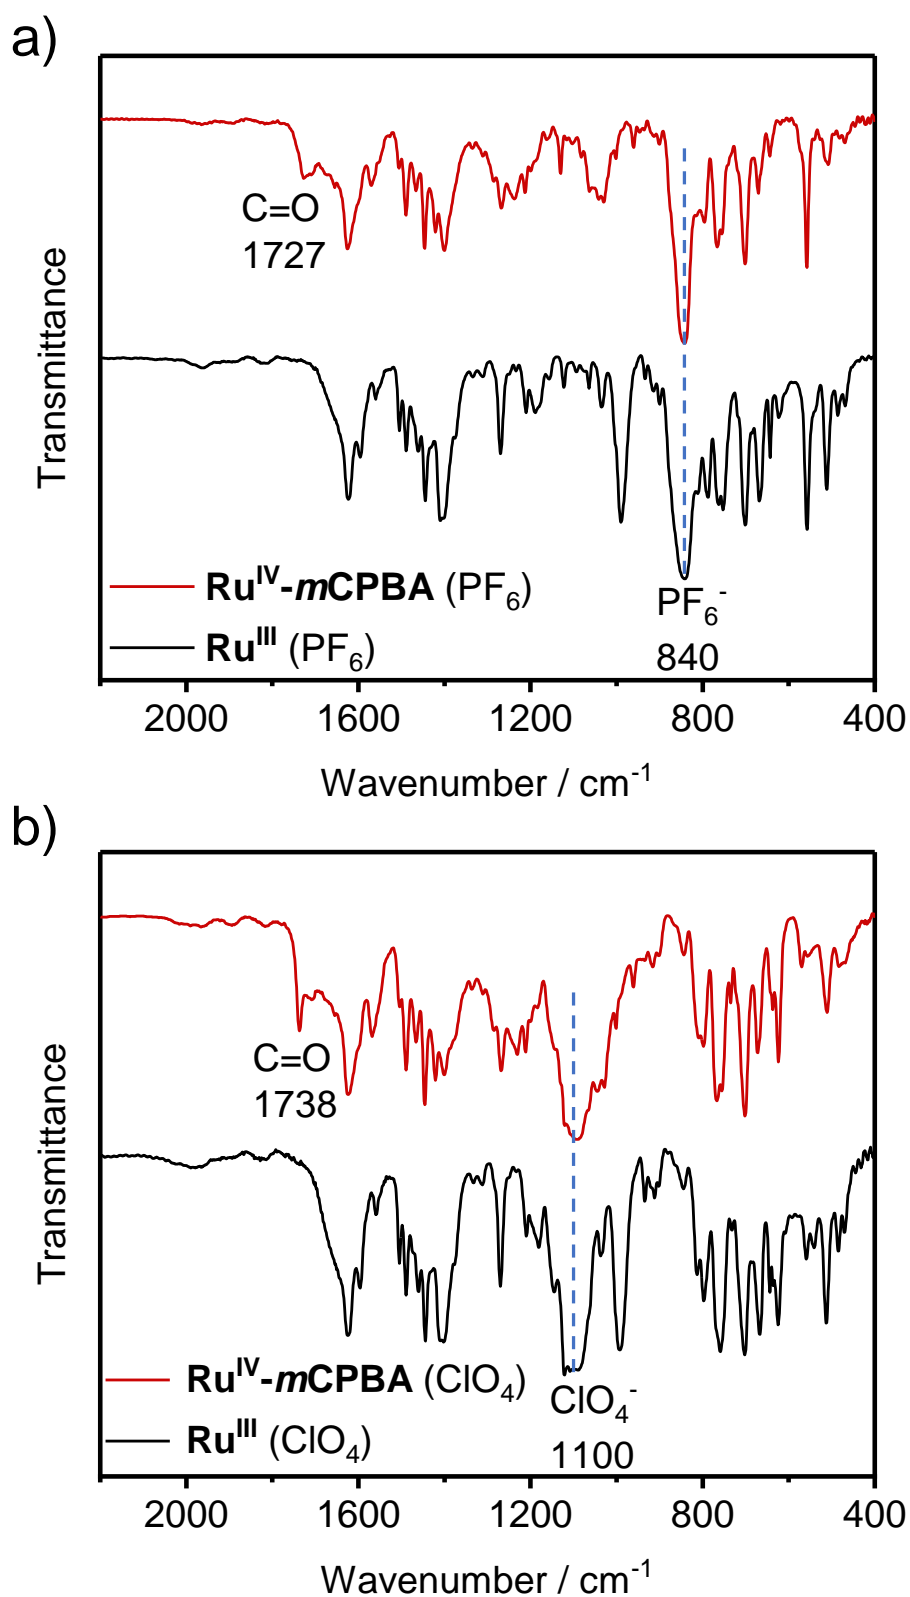 a)
C=O
1727
Transmittance
Ru^IV-mCPBA (PF₆)
Ru^III (PF₆)
PF₆⁻
840
2000 1600 1200 800 400
Wavenumber / cm⁻¹
b)
C=O
1738
Transmittance
Ru^IV-mCPBA (ClO₄)
Ru^III (ClO₄)
ClO₄⁻
1100
2000 1600 1200 800 400
Wavenumber / cm⁻¹